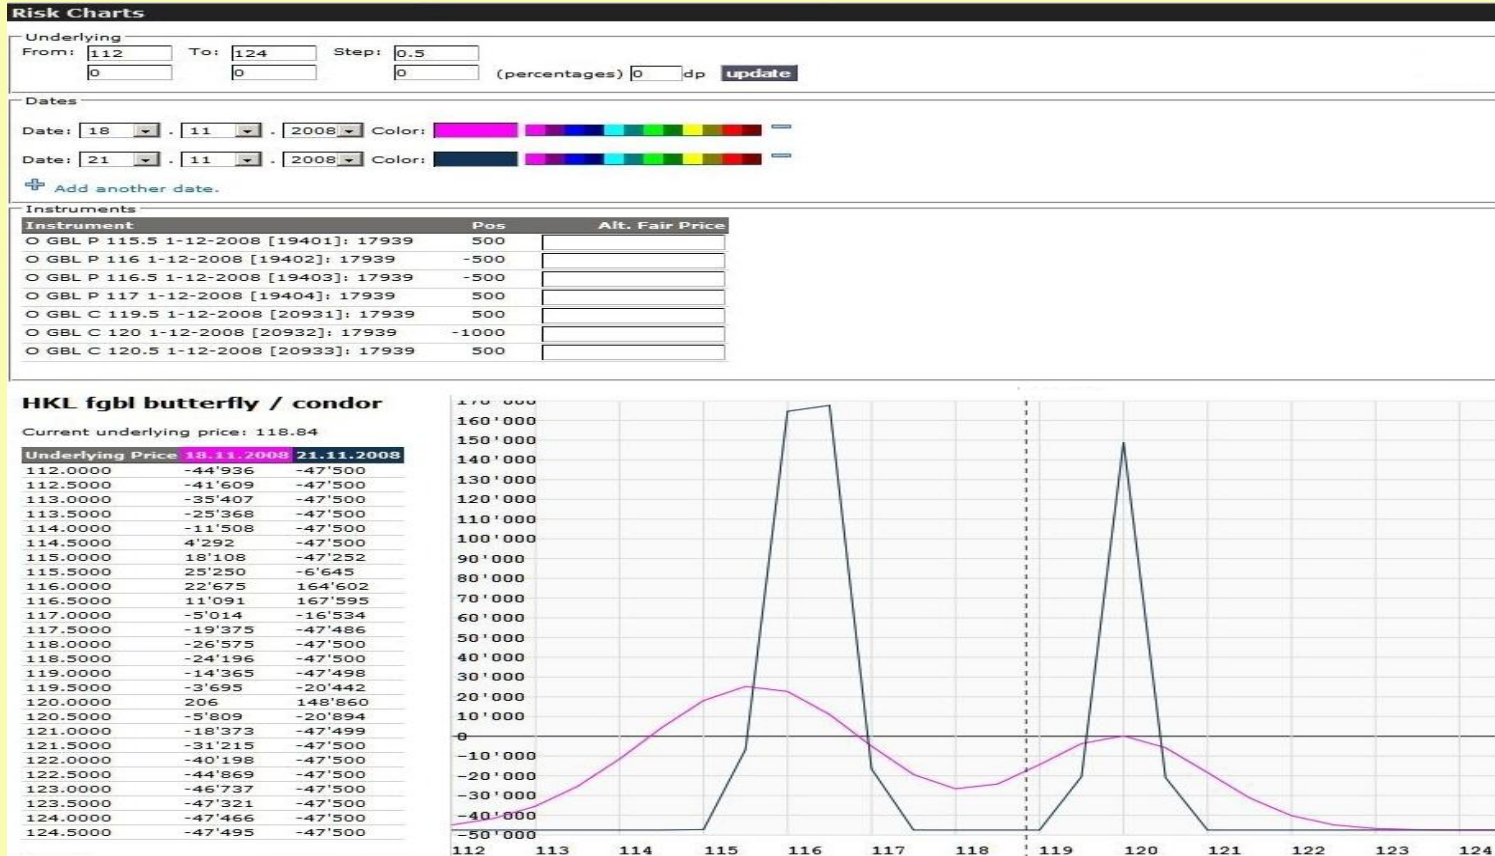 Risk Charts
Underlying
From: 112 To: 124 Step: 0.5
0 0 0 (percentages) 0 dp update
Dates
Date: 18 . 11 . 2008 Color:
Date: 21 . 11 . 2008 Color:
Add another date.
Instruments
Instrument Pos Alt. Fair Price
O GBL P 115.5 1-12-2008 [19401]: 17939 500
O GBL P 116 1-12-2008 [19402]: 17939 -500
O GBL P 116.5 1-12-2008 [19403]: 17939 -500
O GBL P 117 1-12-2008 [19404]: 17939 500
O GBL C 119.5 1-12-2008 [20931]: 17939 500
O GBL C 120 1-12-2008 [20932]: 17939 -1000
O GBL C 120.5 1-12-2008 [20933]: 17939 500
HKL fgbl butterfly / condor
Current underlying price: 118.84
Underlying Price 18.11.2008 21.11.2008
112.0000 -44'936 -47'500
112.5000 -41'609 -47'500
113.0000 -35'407 -47'500
113.5000 -25'368 -47'500
114.0000 -11'508 -47'500
114.5000 4'292 -47'500
115.0000 18'108 -47'252
115.5000 25'250 -6'645
116.0000 22'675 164'602
116.5000 11'091 167'595
117.0000 -5'014 -16'534
117.5000 -19'375 -47'486
118.0000 -26'575 -47'500
118.5000 -24'196 -47'500
119.0000 -14'365 -47'498
119.5000 -3'695 -20'442
120.0000 206 148'860
120.5000 -5'809 -20'894
121.0000 -18'373 -47'499
121.5000 -31'215 -47'500
122.0000 -40'198 -47'500
122.5000 -44'869 -47'500
123.0000 -46'737 -47'500
123.5000 -47'321 -47'500
124.0000 -47'466 -47'500
124.5000 -47'495 -47'500
170'000
160'000
150'000
140'000
130'000
120'000
110'000
100'000
90'000
80'000
70'000
60'000
50'000
40'000
30'000
20'000
10'000
0
-10'000
-20'000
-30'000
-40'000
-50'000
112 113 114 115 116 117 118 119 120 121 122 123 124